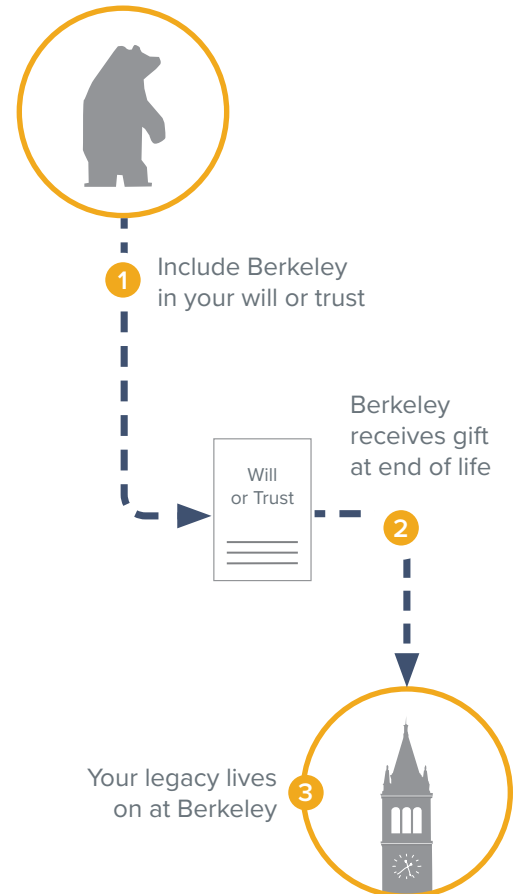 1
Include Berkeley
in your will or trust
Will
or Trust
Berkeley
receives gift
at end of life
2
Your legacy lives
on at Berkeley
3